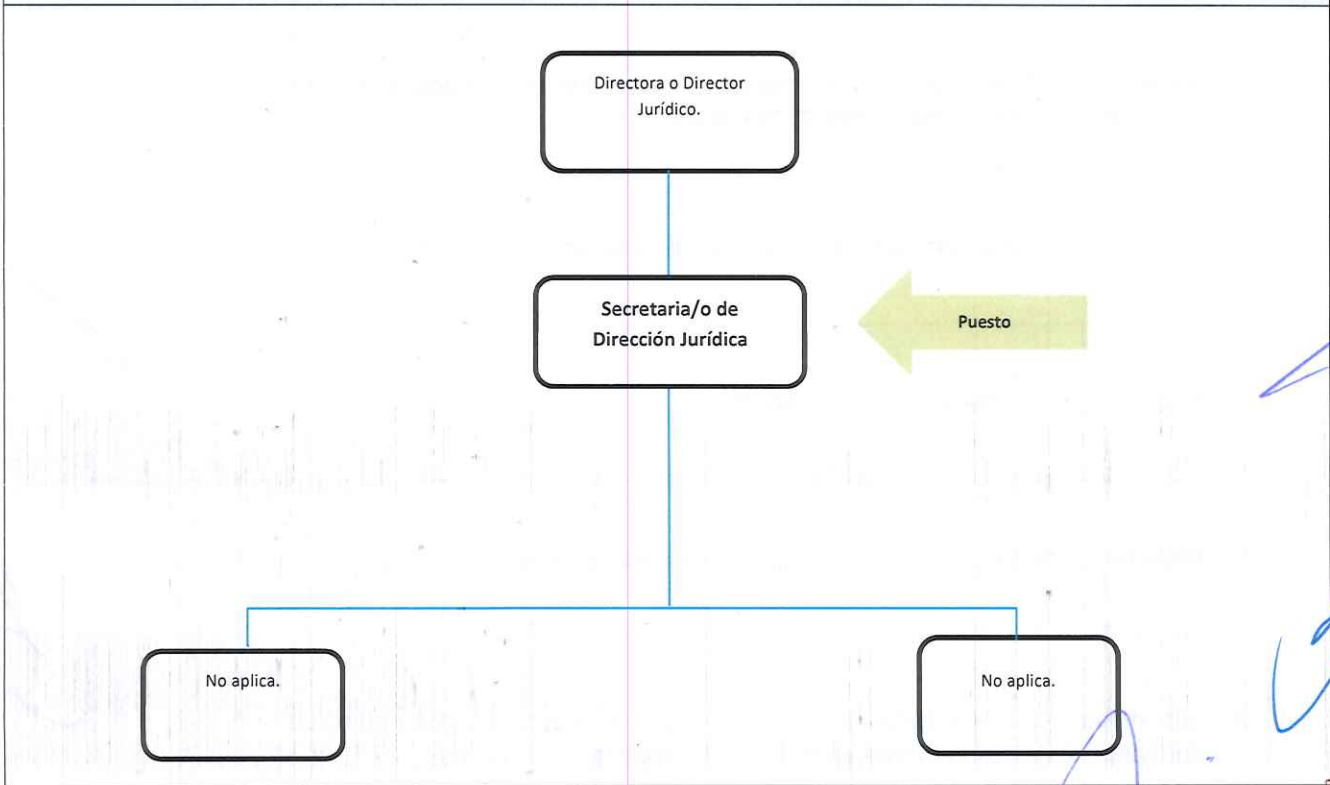 Directora o Director
Jurídico.
Secretaria/o de
Dirección Jurídica
Puesto
No aplica.
No aplica.